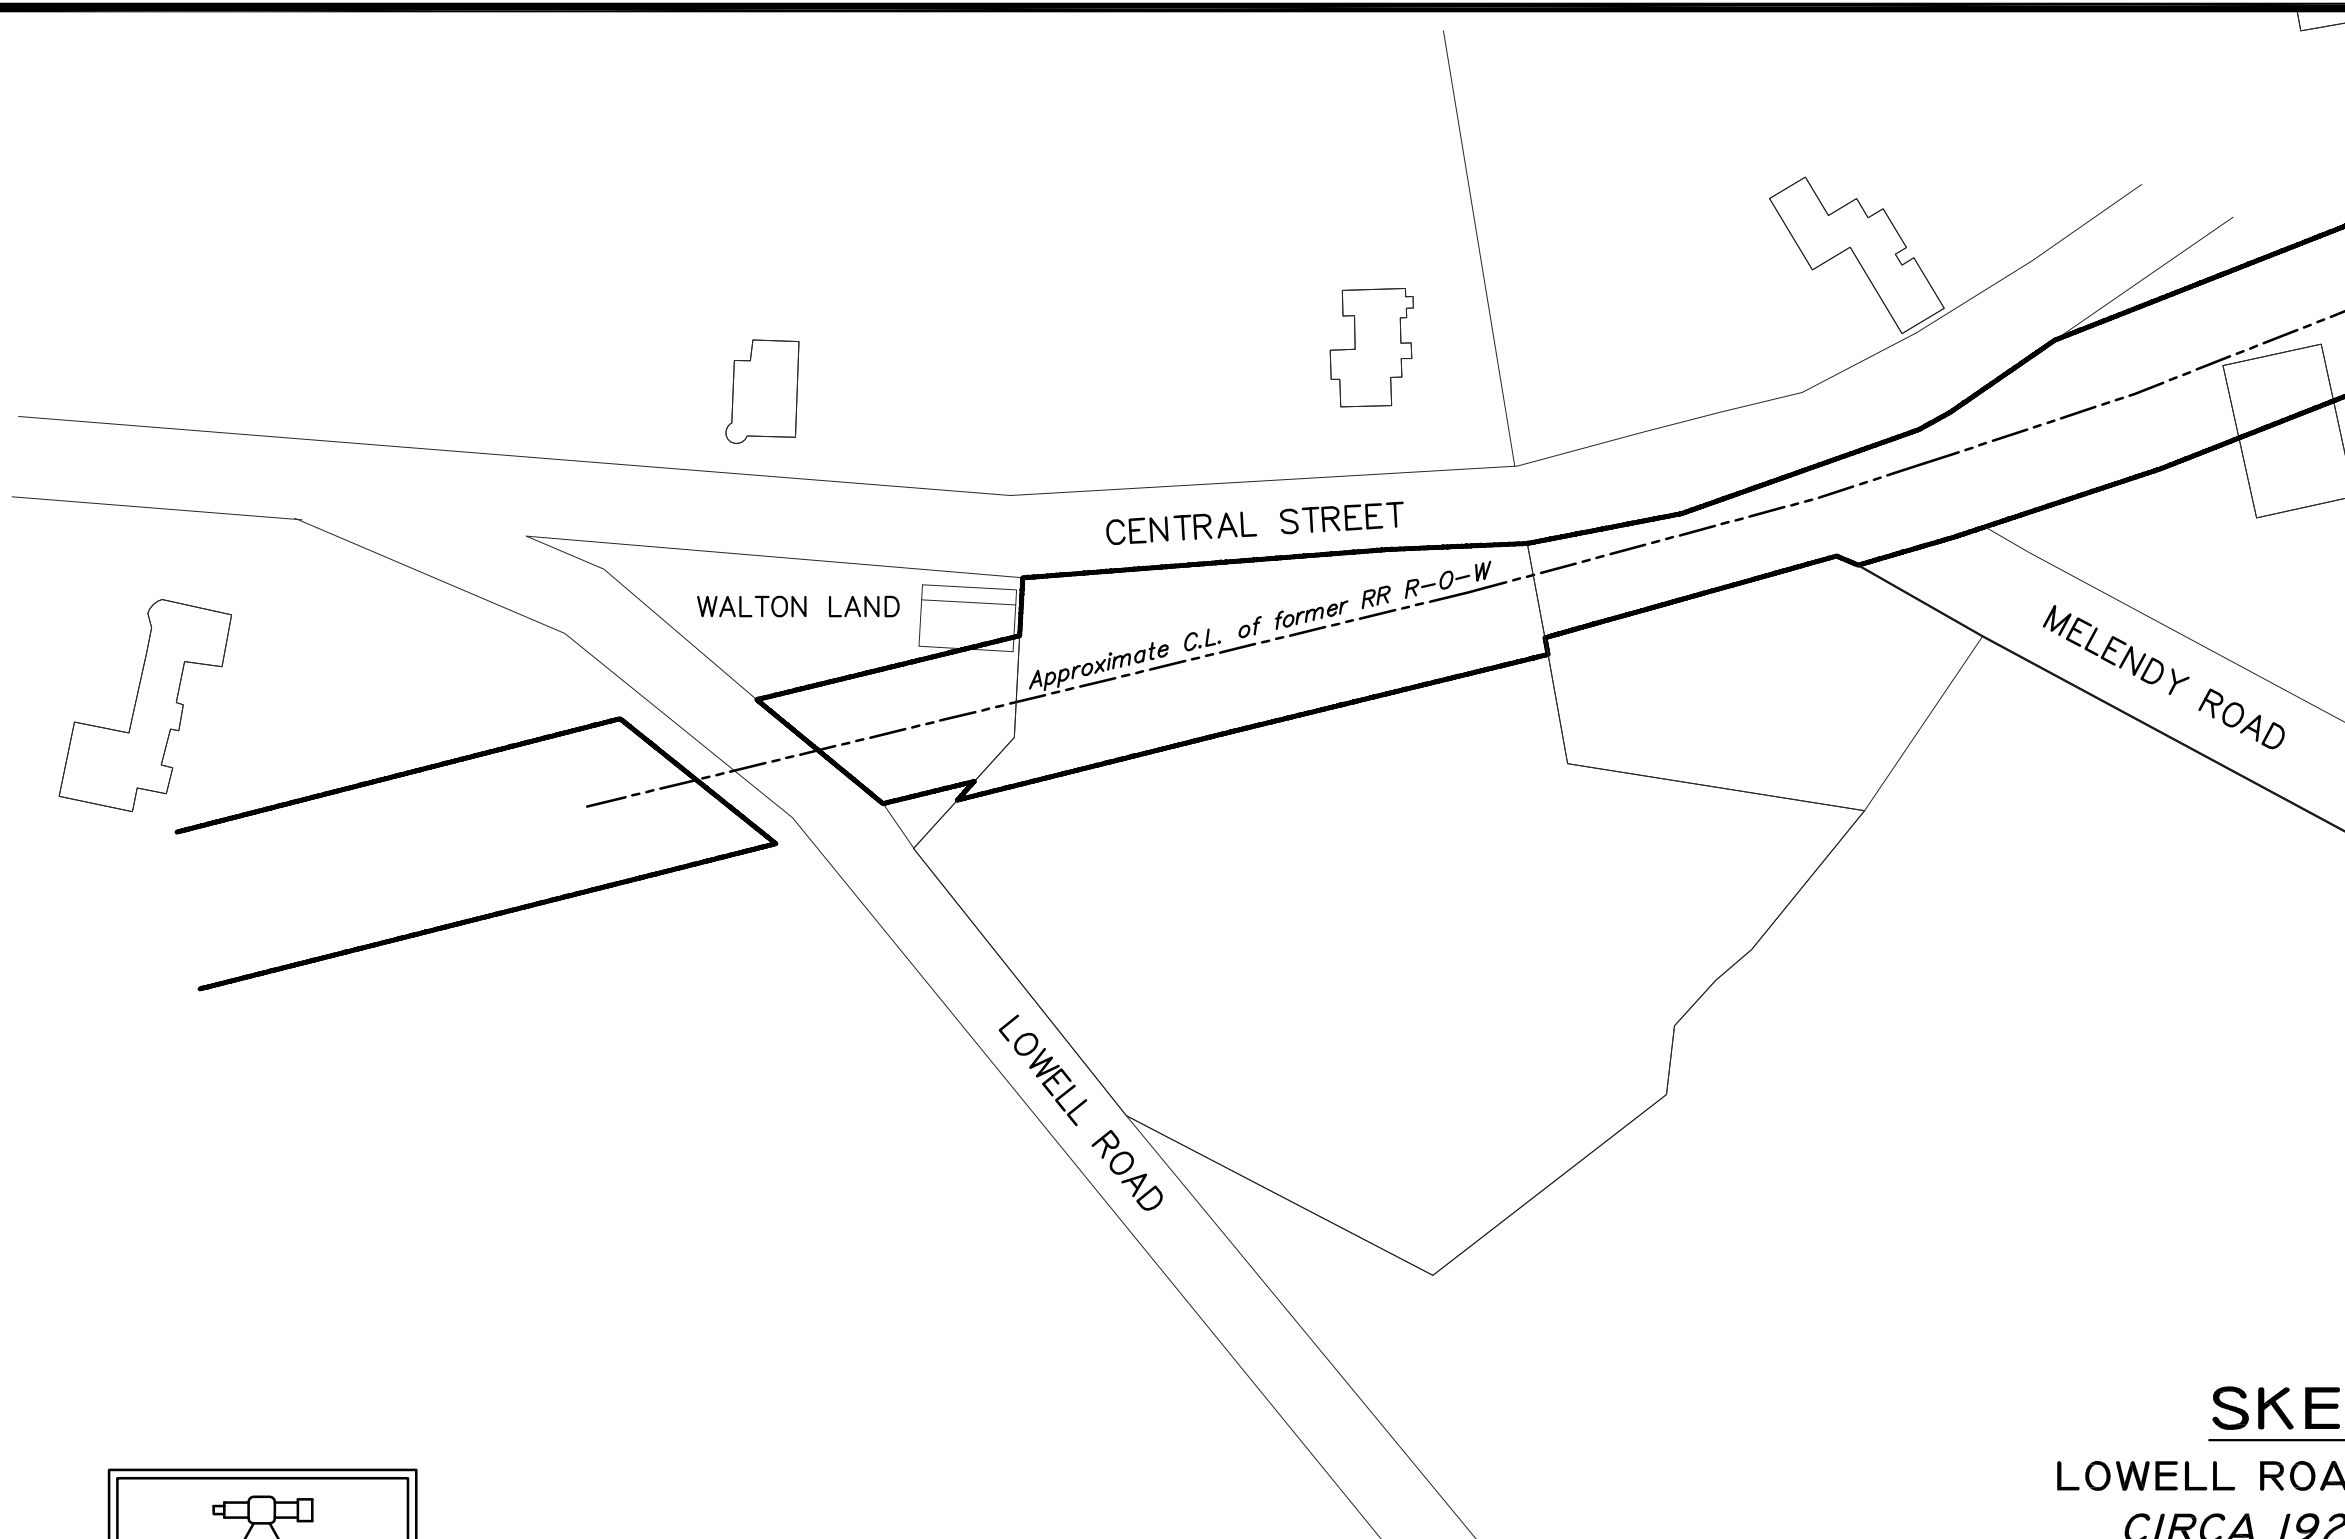 CENTRAL STREET
WALTON LAND
Approximate C.L. of former RR R-O-W
MELENDY ROAD
LOWELL ROAD
SKE
LOWELL ROA
CIRCA 192